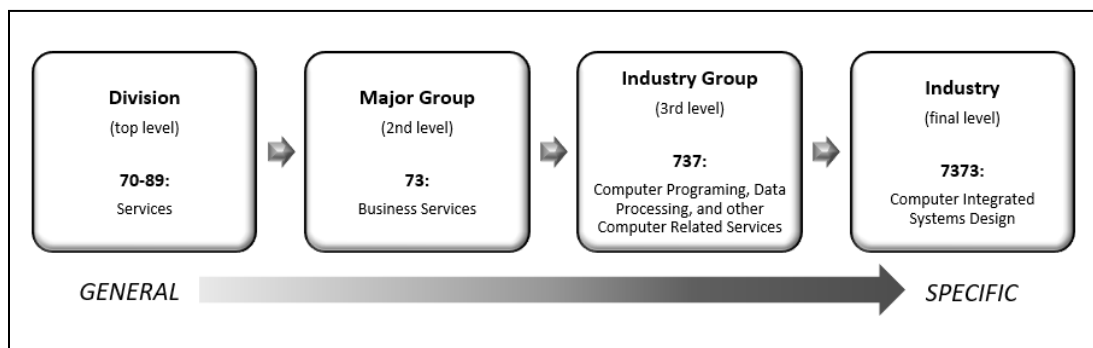 Division
(top level)
70-89:
Services
Major Group
(2nd level)
73:
Business Services
Industry Group
(3rd level)
737:
Computer Programing, Data
Processing, and other
Computer Related Services
Industry
(final level)
7373:
Computer Integrated
Systems Design
GENERAL
SPECIFIC